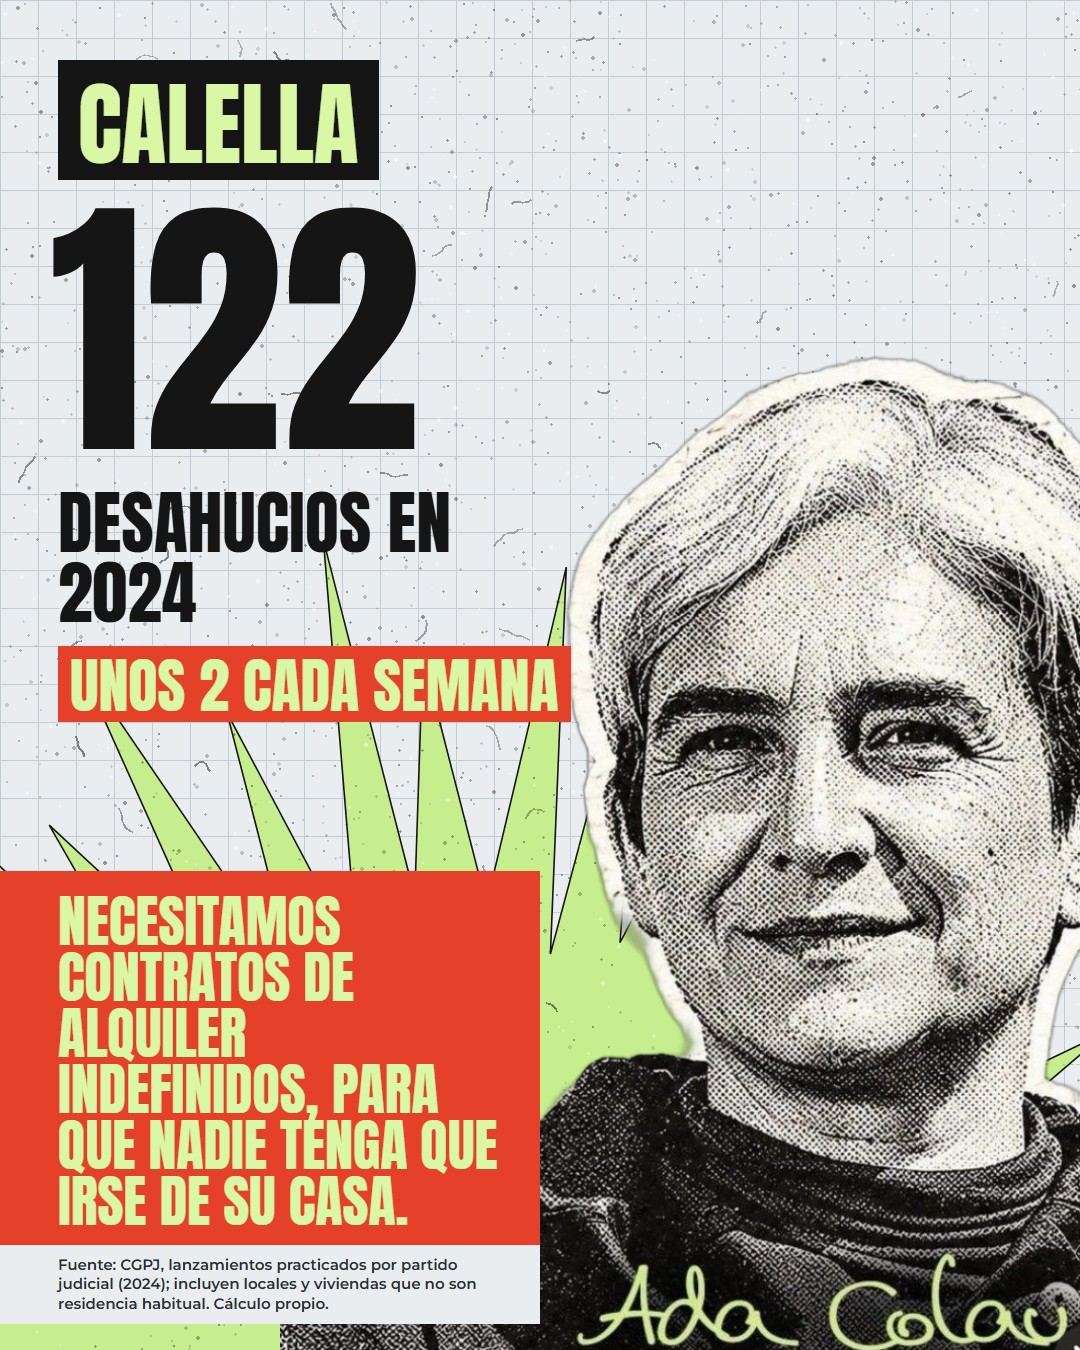 CALELLA
122
DESAHUCIOS EN
2024
UNOS 2 CADA SEMANA
NECESITAMOS
CONTRATOS DE
ALQUILER
INDEFINIDOS, PARA
QUE NADIE TENGA QUE
IRSE DE SU CASA.
Fuente: CGPJ, lanzamientos practicados por partido
judicial (2024); incluyen locales y viviendas que no son
residencia habitual. Cálculo propio.
Ada Colau